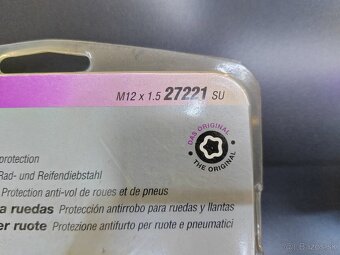 M12 x 1.5 27221 SU
DAS ORIGINAL
THE ORIGINAL
protection
Rad- und Reifendiebstahl
Protection anti-vol de roues et de pneus
a ruedas Protección antirrobo para ruedas y llantas
er ruote Protezione antifurto per ruote e pneumatici